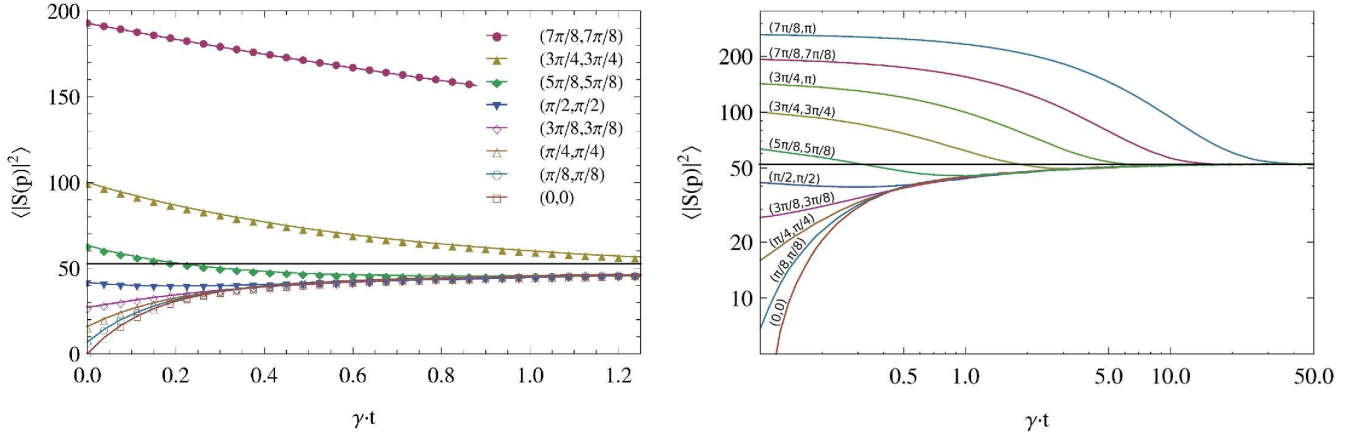 ⟨|S(p)|²⟩
200
150
100
50
0
0.0 0.2 0.4 0.6 0.8 1.0 1.2
γ·t
(7π/8,7π/8)
(3π/4,3π/4)
(5π/8,5π/8)
(π/2,π/2)
(3π/8,3π/8)
(π/4,π/4)
(π/8,π/8)
(0,0)
⟨|S(p)|²⟩
200
100
50
20
10
(7π/8,π)
(7π/8,7π/8)
(3π/4,π)
(3π/4,3π/4)
(5π/8,5π/8)
(π/2,π/2)
(3π/8,3π/8)
(π/4,π/4)
(π/8,π/8)
(0,0)
0.5 1.0 5.0 10.0 50.0
γ·t